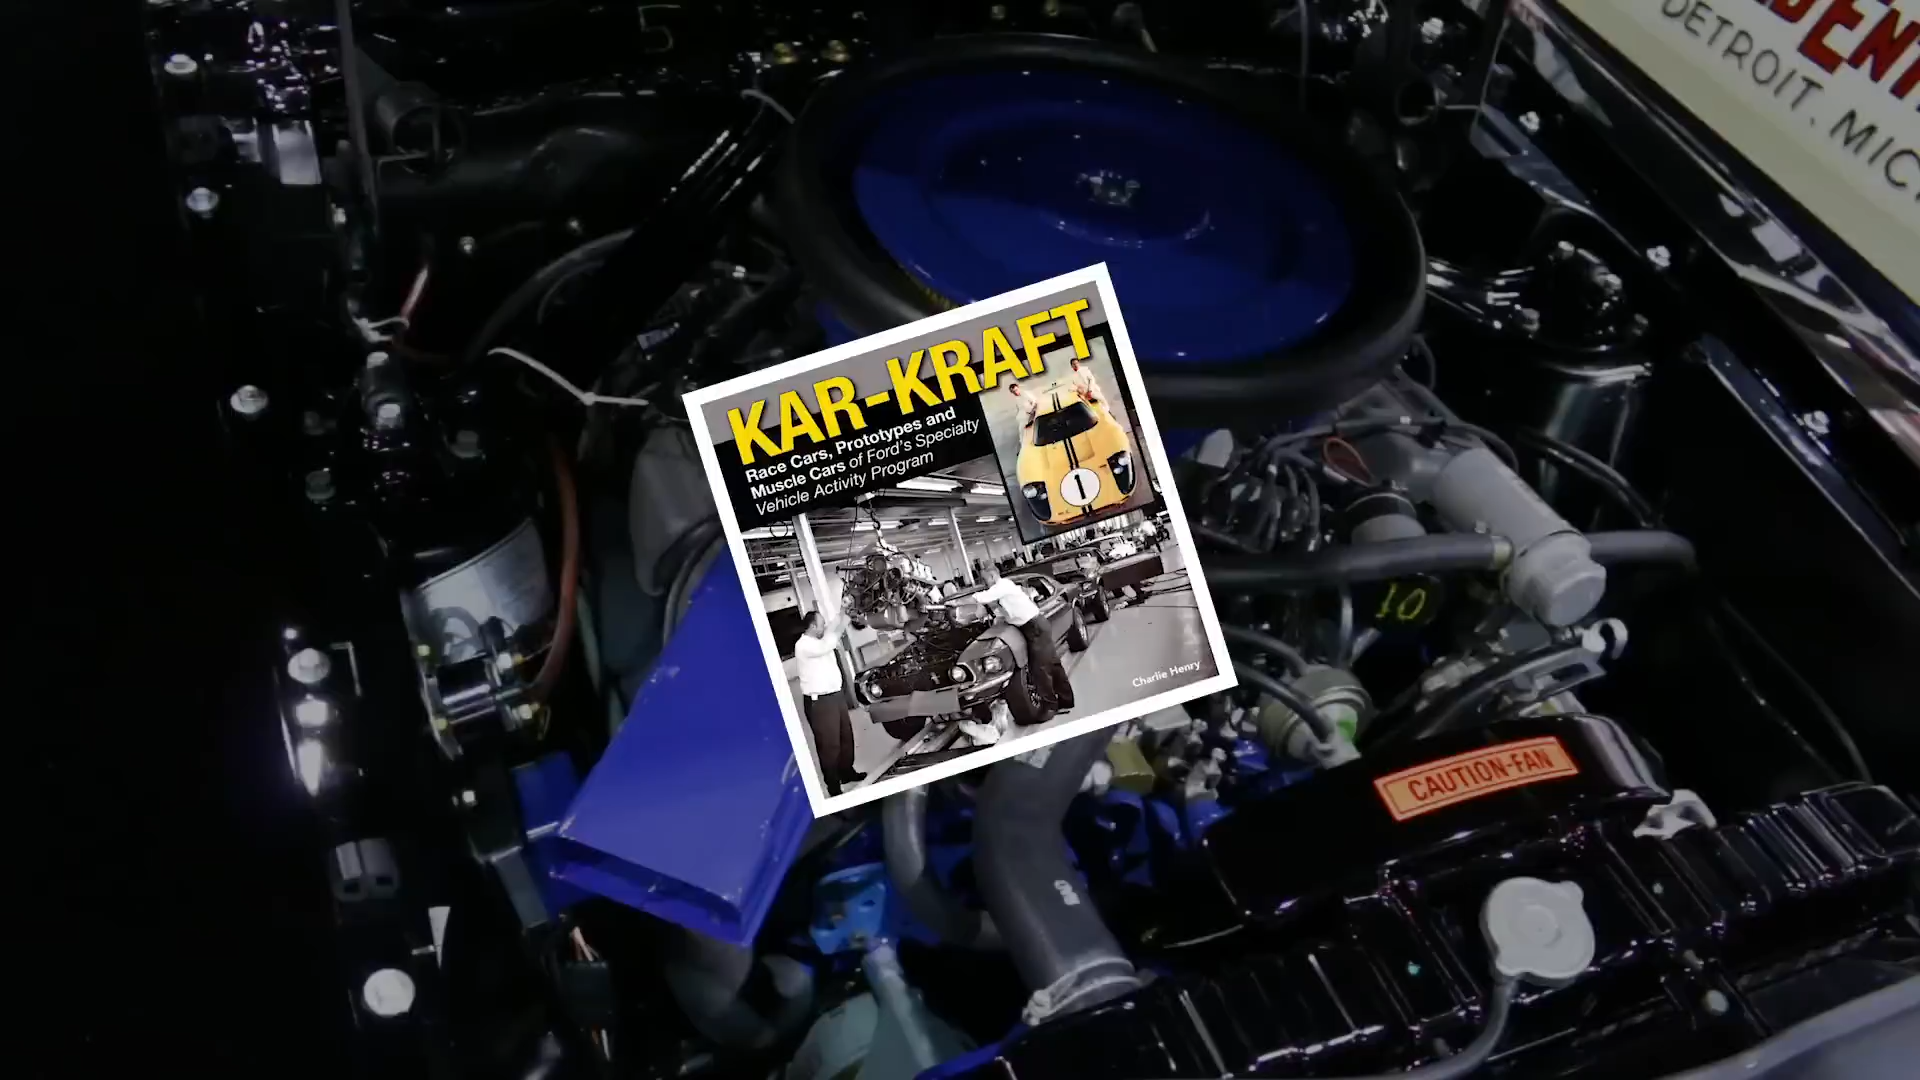 5
DETROIT, MIC
KAR-KRAFT
Race Cars, Prototypes and
Muscle Cars of Ford's Specialty
Vehicle Activity Program
1
Charlie Henry
10
CAUTION-FAN